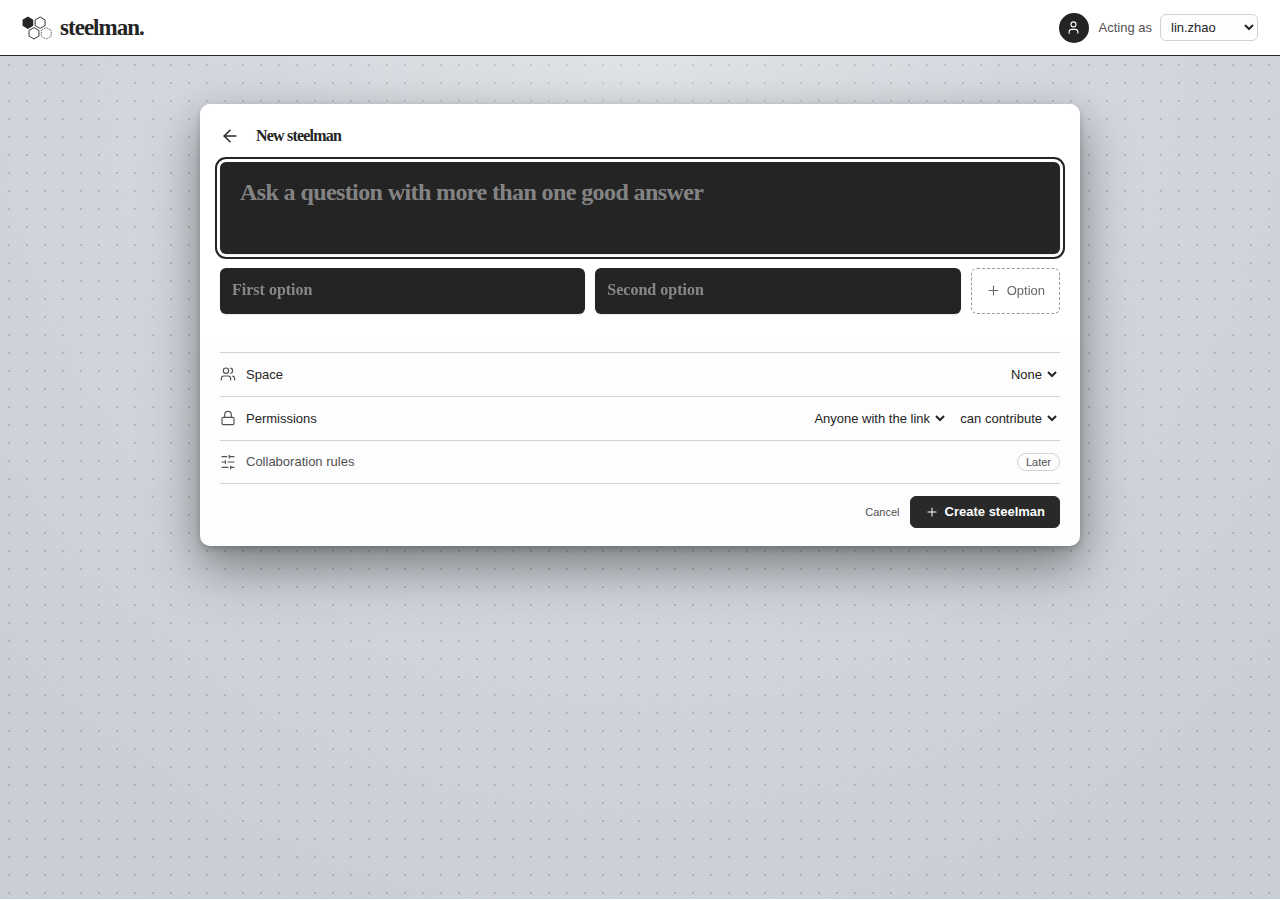 steelman.
Acting as lin.zhao
New steelman
Ask a question with more than one good answer
First option Second option Option
Space None
Permissions Anyone with the link can contribute
Collaboration rules Later
Cancel Create steelman